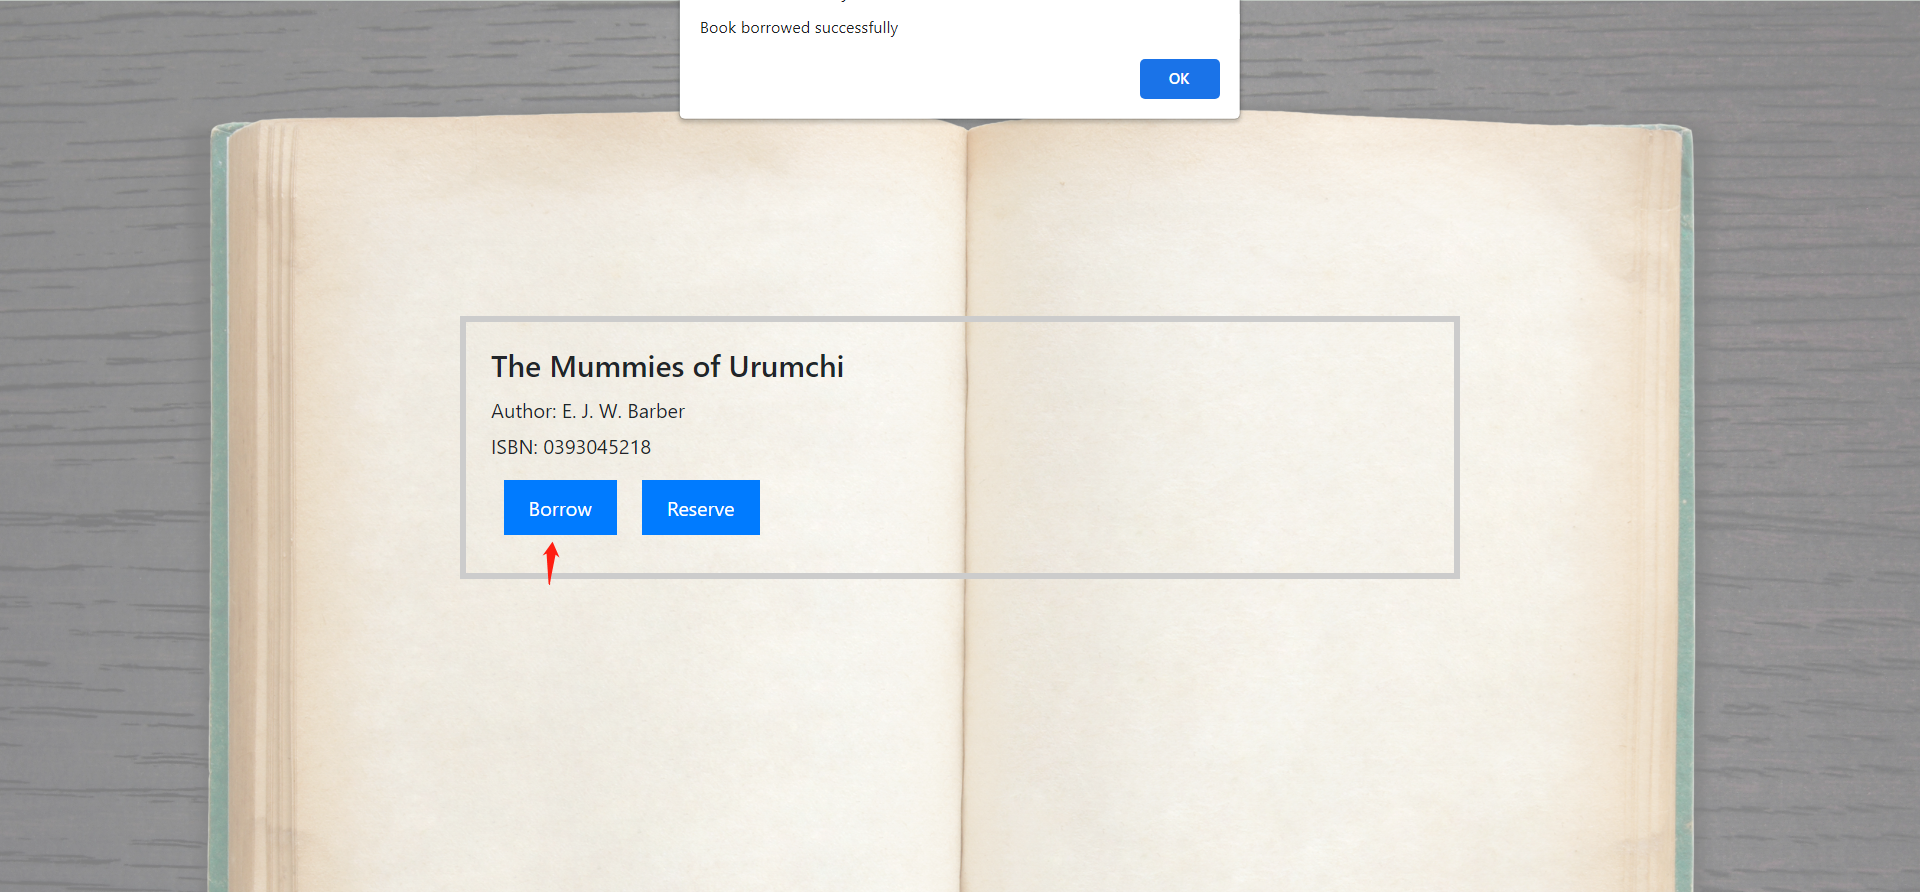 Book borrowed successfully
OK
The Mummies of Urumchi
Author: E. J. W. Barber
ISBN: 0393045218
Borrow
Reserve